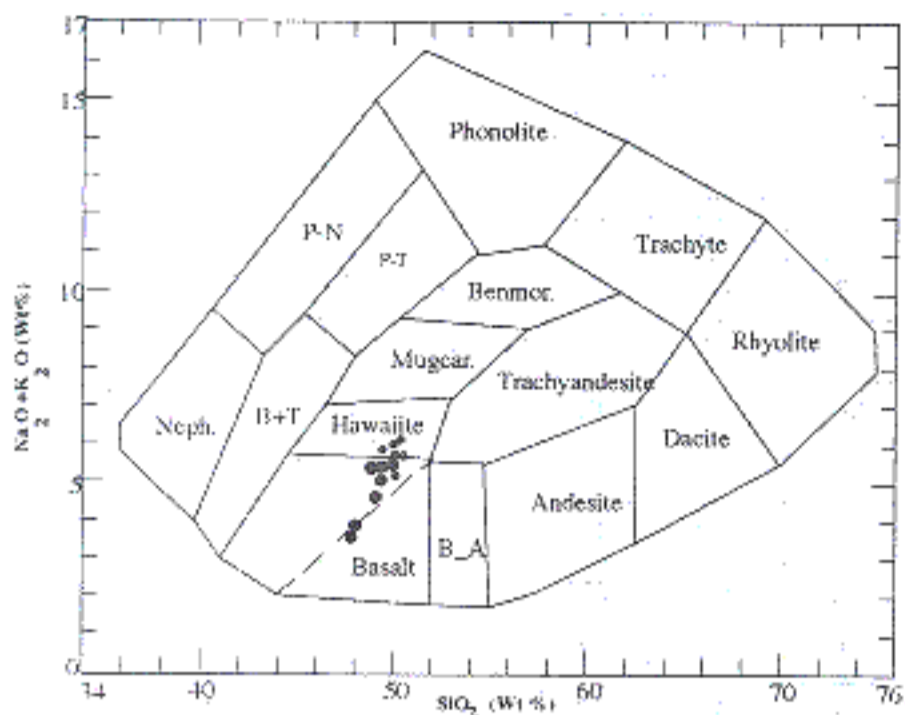 17
15
Phonolite
P-N
P-T
Trachyte
10
Benmor.
Rhyolite
Mugear.
Trachyandesite
Neph.
B+T
Hawaiite
Dacite
5
Andesite
B_A
Basalt
0
34 40 50 60 70 76
SIO2 (Wt %)
Na2O+K2O (Wt%)